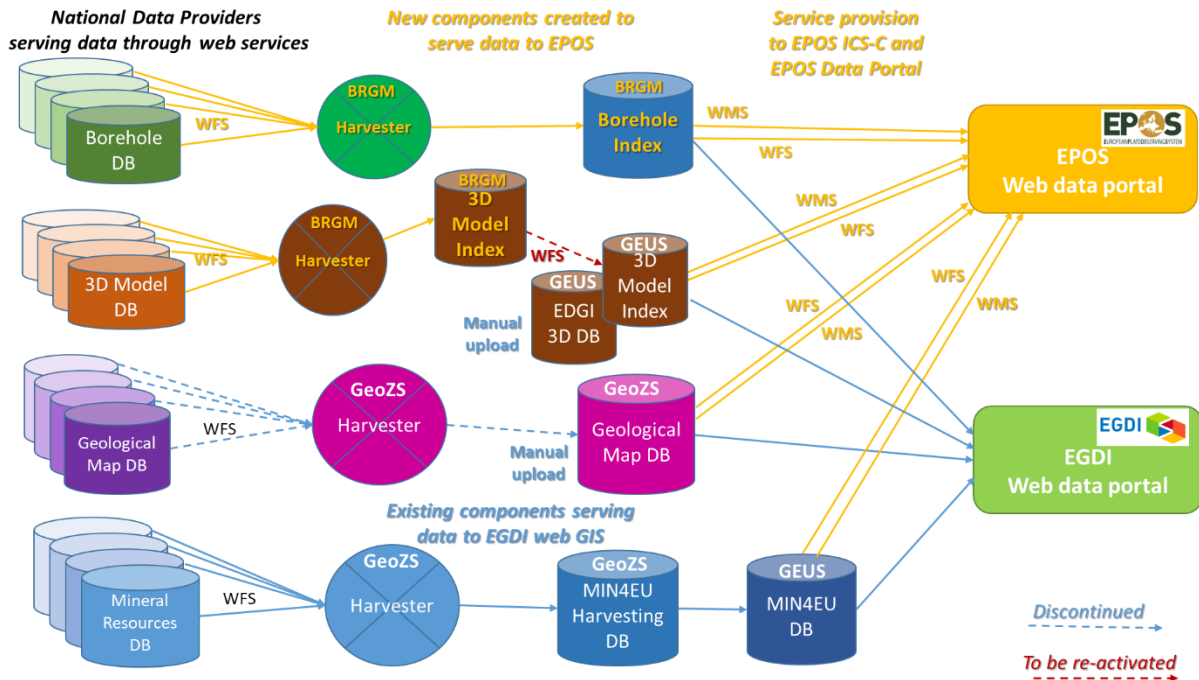 National Data Providers
serving data through web services
New components created to
serve data to EPOS
Service provision
to EPOS ICS-C and
EPOS Data Portal
Borehole
DB
WFS
BRGM
Harvester
BRGM
Borehole
Index
WMS
WFS
EPOS
EUROPEAN PLATE OBSERVING SYSTEM
EPOS
Web data portal
3D Model
DB
WFS
BRGM
Harvester
BRGM
3D
Model
Index
WFS
GEUS
3D
Model
Index
GEUS
EDGI
3D DB
Manual
upload
WMS
WFS
WFS
WMS
WFS
WMS
Geological
Map DB
WFS
GeoZS
Harvester
Manual
upload
GeoZS
Geological
Map DB
EGDI
EGDI
Web data portal
Existing components serving
data to EGDI web GIS
Mineral
Resources
DB
WFS
GeoZS
Harvester
GeoZS
MIN4EU
Harvesting
DB
GEUS
MIN4EU
DB
Discontinued
To be re-activated